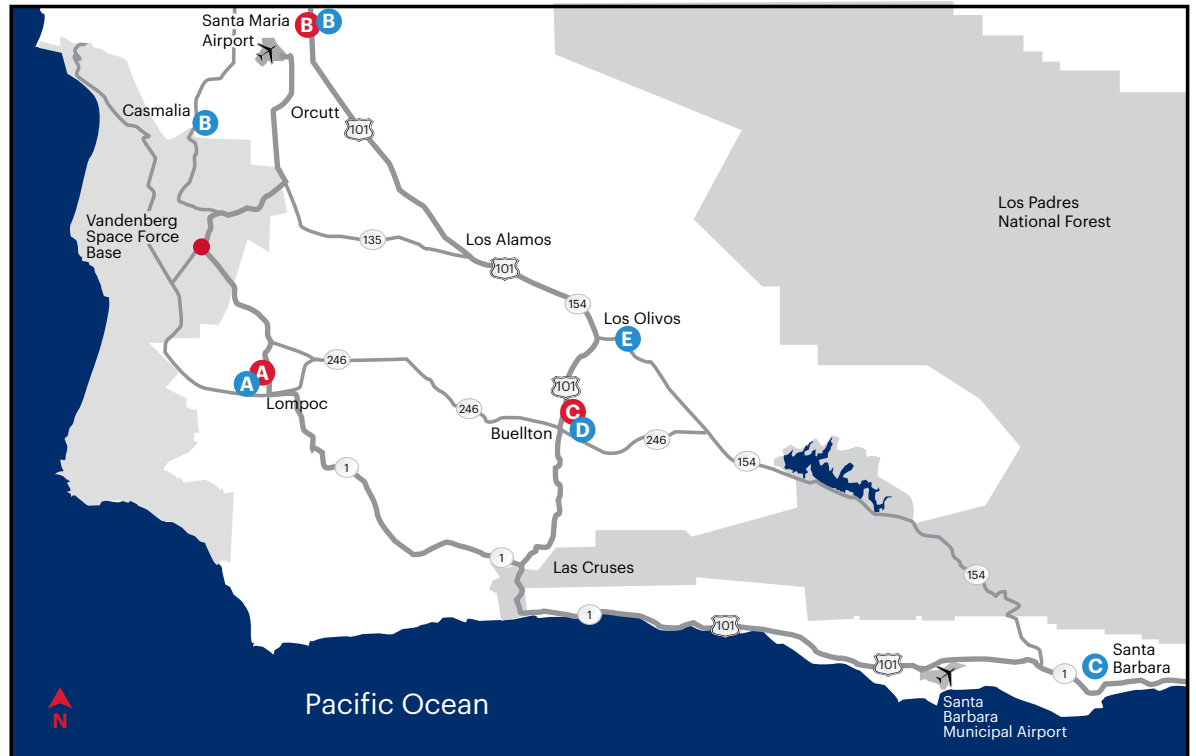 Santa Maria
Airport
B B
Casmalia
B
Orcutt
101
Los Padres
National Forest
Vandenberg
Space Force
Base
135
Los Alamos
101
154
Los Olivos
E
246
A
A
Lompoc
101
246
C
D
Buellton
246
154
1
1
Las Cruses
154
1
101
101
1
C
Santa
Barbara
N
Pacific Ocean
Santa
Barbara
Municipal Airport